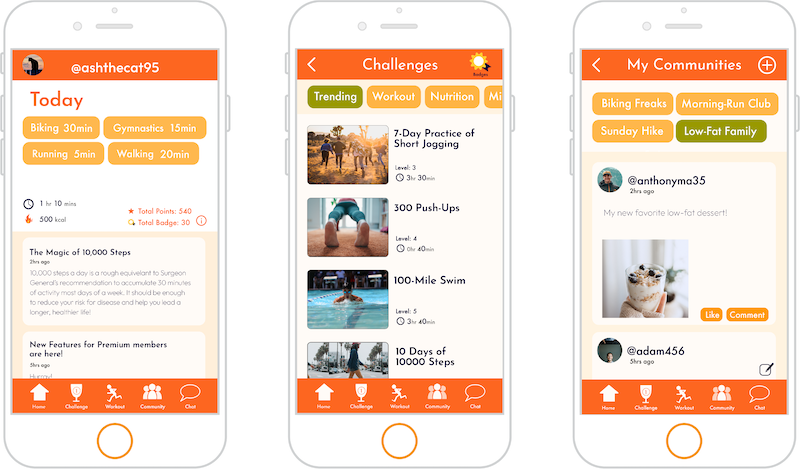 @ashthecat95
Today
Biking 30min
Gymnastics 15min
Running 5min
Walking 20min
1 hr 10 mins
500 kcal
Total Points: 540
Total Badge: 30
The Magic of 10,000 Steps
2hrs ago
10,000 steps a day is a rough equivelant to Surgeon
General's recommendation to accumulate 30 minutes
of activity most days of a week. It should be enough
to reduce your risk for disease and help you lead a
longer, healthier life!
New Features for Premium members
are here!
5hrs ago
Hurray!
Home
Challenge
Workout
Community
Chat
Challenges
Badges
Trending
Workout
Nutrition
Mi
7-Day Practice of
Short Jogging
Level: 3
3hr 30min
300 Push-Ups
Level: 4
0hr 40min
100-Mile Swim
Level: 5
3hr 40min
10 Days of
10000 Steps
Home
Challenge
Workout
Community
Chat
My Communities
Biking Freaks
Morning-Run Club
Sunday Hike
Low-Fat Family
@anthonyma35
2hrs ago
My new favorite low-fat dessert!
Like
Comment
@adam456
5hrs ago
Home
Challenge
Workout
Community
Chat